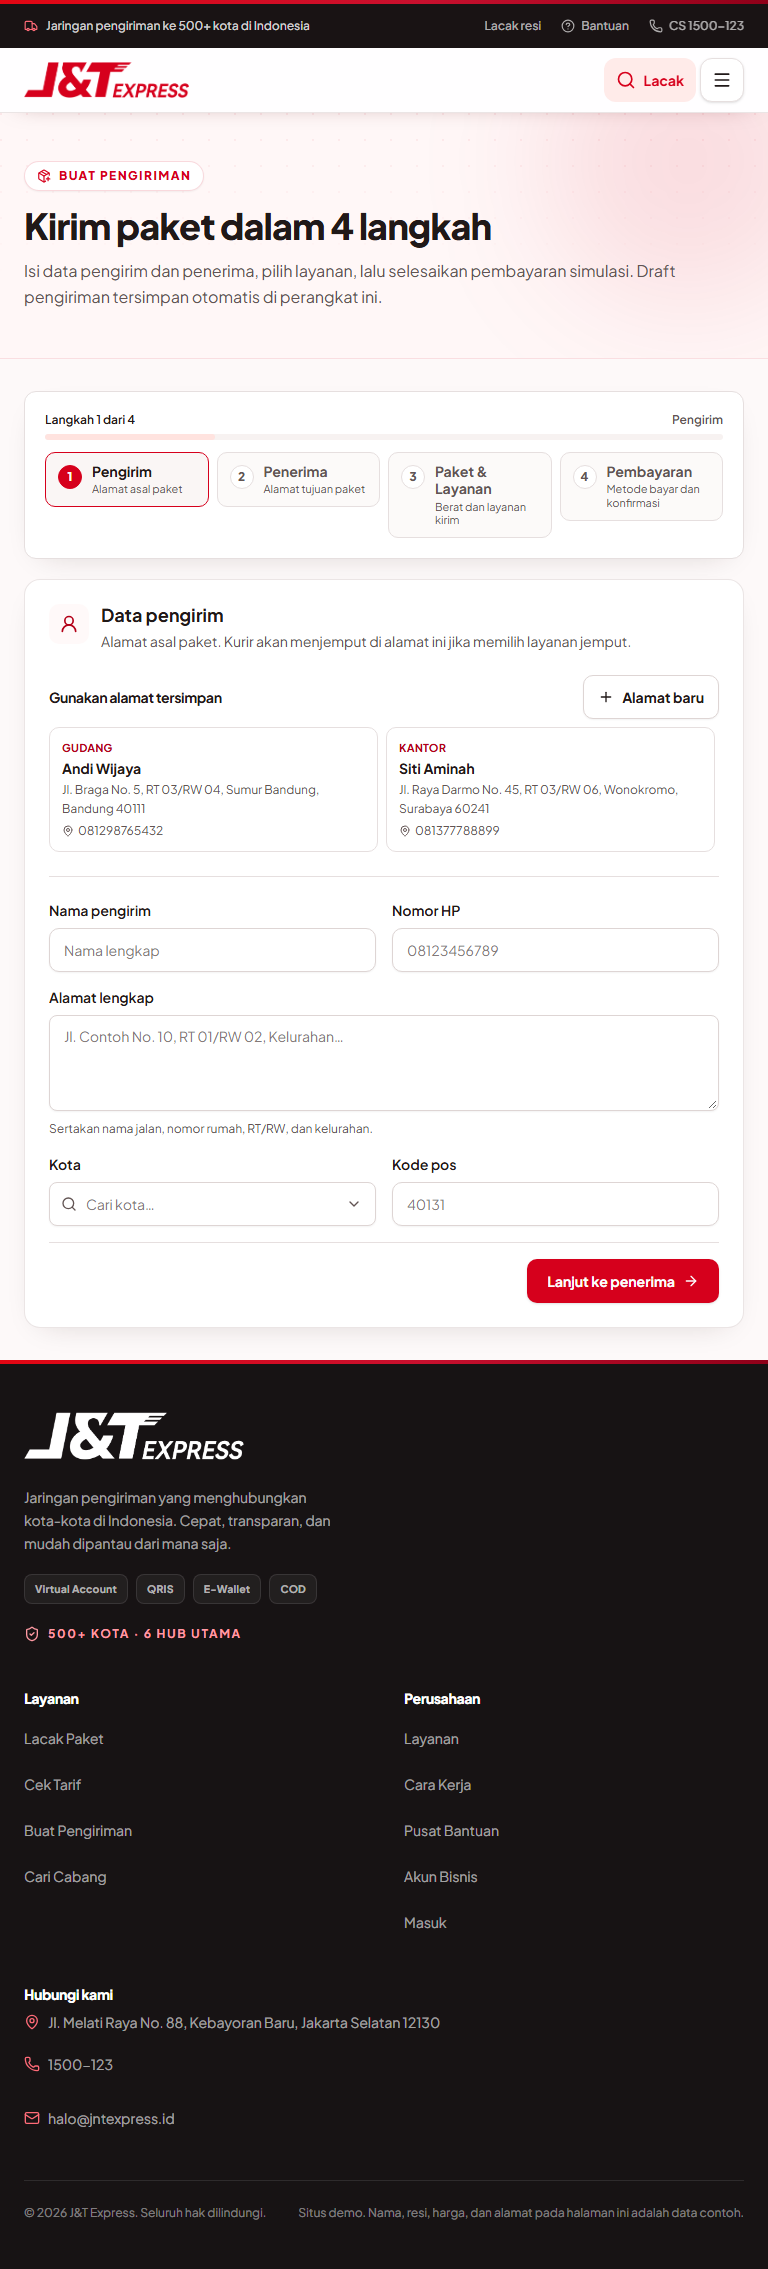 Jaringan pengiriman ke 500+ kota di Indonesia
Lacak resi
Bantuan
CS 1500-123
J&T EXPRESS
Lacak
BUAT PENGIRIMAN
Kirim paket dalam 4 langkah
Isi data pengirim dan penerima, pilih layanan, lalu selesaikan pembayaran simulasi. Draft
pengiriman tersimpan otomatis di perangkat ini.
Langkah 1 dari 4
Pengirim
1
Pengirim
Alamat asal paket
2
Penerima
Alamat tujuan paket
3
Paket &
Layanan
Berat dan layanan
kirim
4
Pembayaran
Metode bayar dan
konfirmasi
Data pengirim
Alamat asal paket. Kurir akan menjemput di alamat ini jika memilih layanan jemput.
Gunakan alamat tersimpan
Alamat baru
GUDANG
Andi Wijaya
Jl. Braga No. 5, RT 03/RW 04, Sumur Bandung,
Bandung 40111
081298765432
KANTOR
Siti Aminah
Jl. Raya Darmo No. 45, RT 03/RW 06, Wonokromo,
Surabaya 60241
081377788899
Nama pengirim
Nama lengkap
Nomor HP
08123456789
Alamat lengkap
Jl. Contoh No. 10, RT 01/RW 02, Kelurahan...
Sertakan nama jalan, nomor rumah, RT/RW, dan kelurahan.
Kota
Cari kota...
Kode pos
40131
Lanjut ke penerima
J&T EXPRESS
Jaringan pengiriman yang menghubungkan
kota-kota di Indonesia. Cepat, transparan, dan
mudah dipantau dari mana saja.
Virtual Account
QRIS
E-Wallet
COD
500+ KOTA · 6 HUB UTAMA
Layanan
Lacak Paket
Cek Tarif
Buat Pengiriman
Cari Cabang
Perusahaan
Layanan
Cara Kerja
Pusat Bantuan
Akun Bisnis
Masuk
Hubungi kami
Jl. Melati Raya No. 88, Kebayoran Baru, Jakarta Selatan 12130
1500-123
halo@jntexpress.id
© 2026 J&T Express. Seluruh hak dilindungi.
Situs demo. Nama, resi, harga, dan alamat pada halaman ini adalah data contoh.